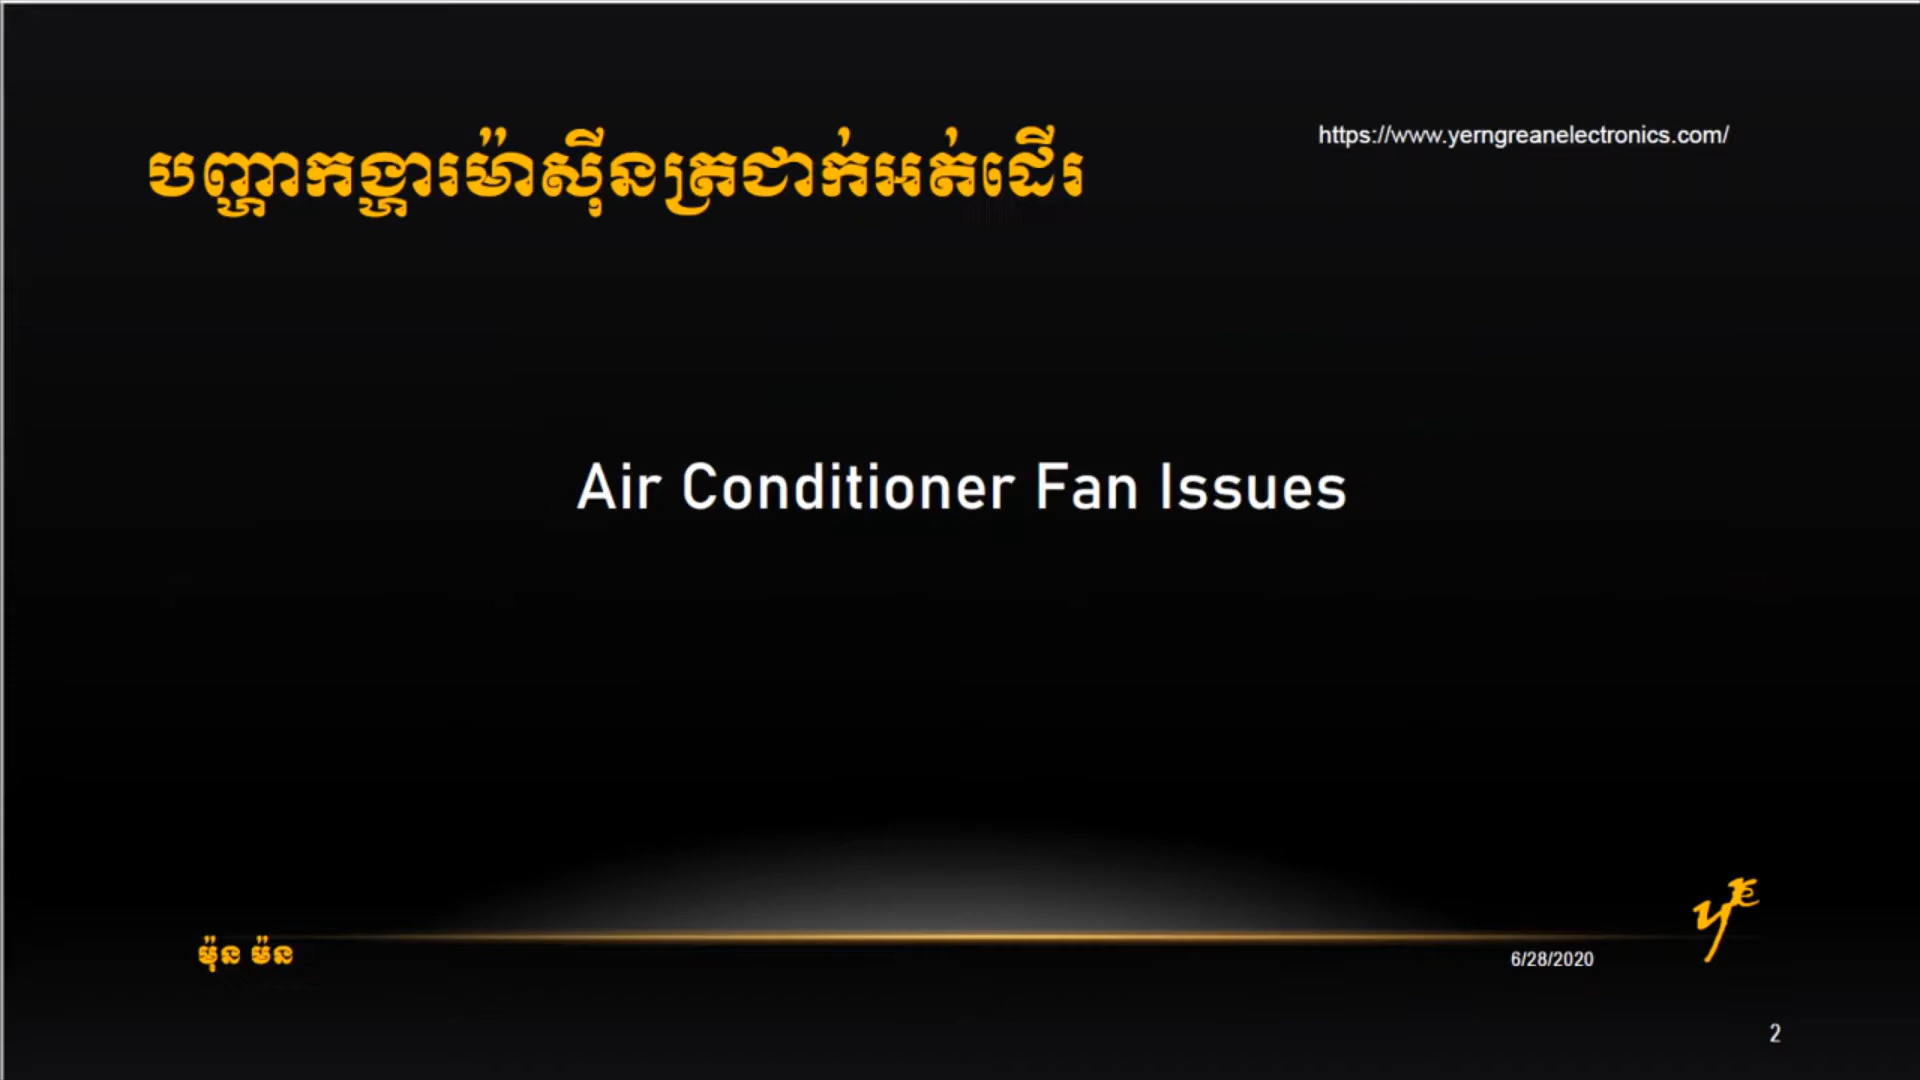 បញ្ហាកង្ហារម៉ាស៊ីនត្រជាក់អត់ដើរ
https://www.yerngreanelectronics.com/
Air Conditioner Fan Issues
ម៉ុន ម៉ន
6/28/2020
2